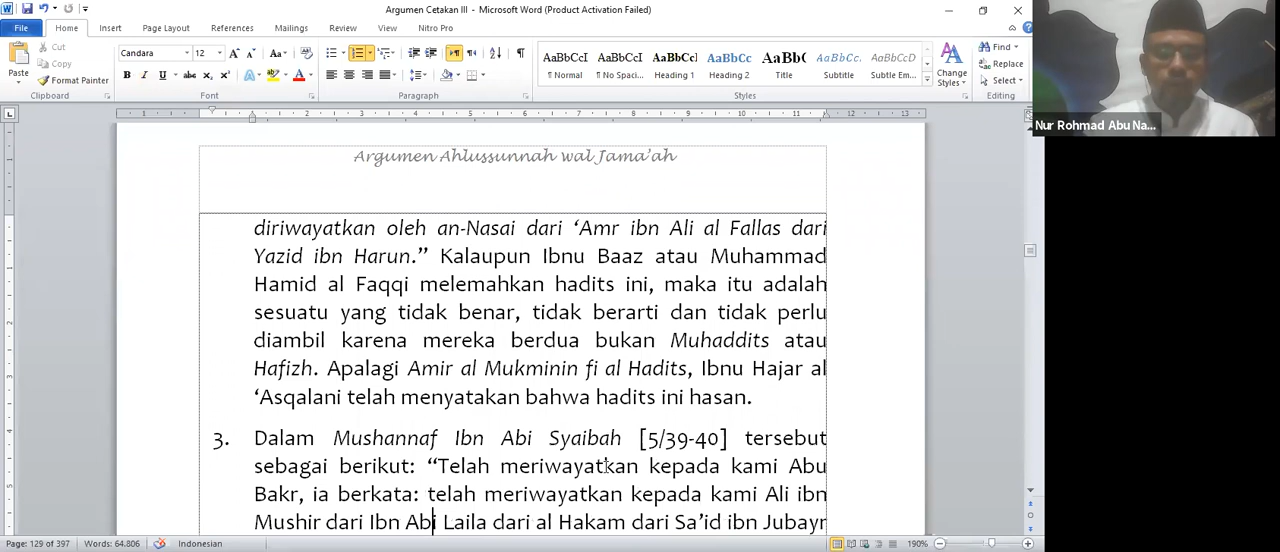 Argumen Cetakan III - Microsoft Word (Product Activation Failed)
File Home Insert Page Layout References Mailings Review View Nitro Pro
Cut
Copy
Paste
Format Painter
Clipboard
Candara 12
Font
Paragraph
AaBbCcI AaBbCcI AaBbC‹I AaBbCc AaB‹ AaBbCcI AaBbCcD
¶ Normal ¶ No Spaci... Heading 1 Heading 2 Title Subtitle Subtle Em...
Styles
Change
Styles
Find
Replace
Select
Editing
Nur Rohmad Abu Na...
Argumen Ahlussunnah wal Jama'ah
diriwayatkan oleh an-Nasai dari ‘Amr ibn Ali al Fallas dari
Yazid ibn Harun.” Kalaupun Ibnu Baaz atau Muhammad
Hamid al Faqqi melemahkan hadits ini, maka itu adalah
sesuatu yang tidak benar, tidak berarti dan tidak perlu
diambil karena mereka berdua bukan Muhaddits atau
Hafizh. Apalagi Amir al Mukminin fi al Hadits, Ibnu Hajar al
‘Asqalani telah menyatakan bahwa hadits ini hasan.
3. Dalam Mushannaf Ibn Abi Syaibah [5/39-40] tersebut
sebagai berikut: “Telah meriwayatkan kepada kami Abu
Bakr, ia berkata: telah meriwayatkan kepada kami Ali ibn
Mushir dari Ibn Abi Laila dari al Hakam dari Sa’id ibn Jubayr
Page: 129 of 397 Words: 64.806 Indonesian 190%